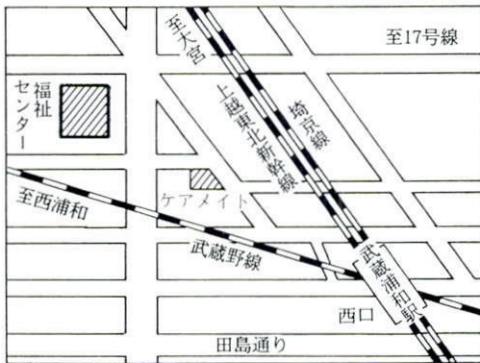 至大宮
至17号線
福祉
センター
上越東北新幹線
埼京線
ケアメイト
至西浦和
武蔵野線
武蔵浦和駅
西口
田島通り